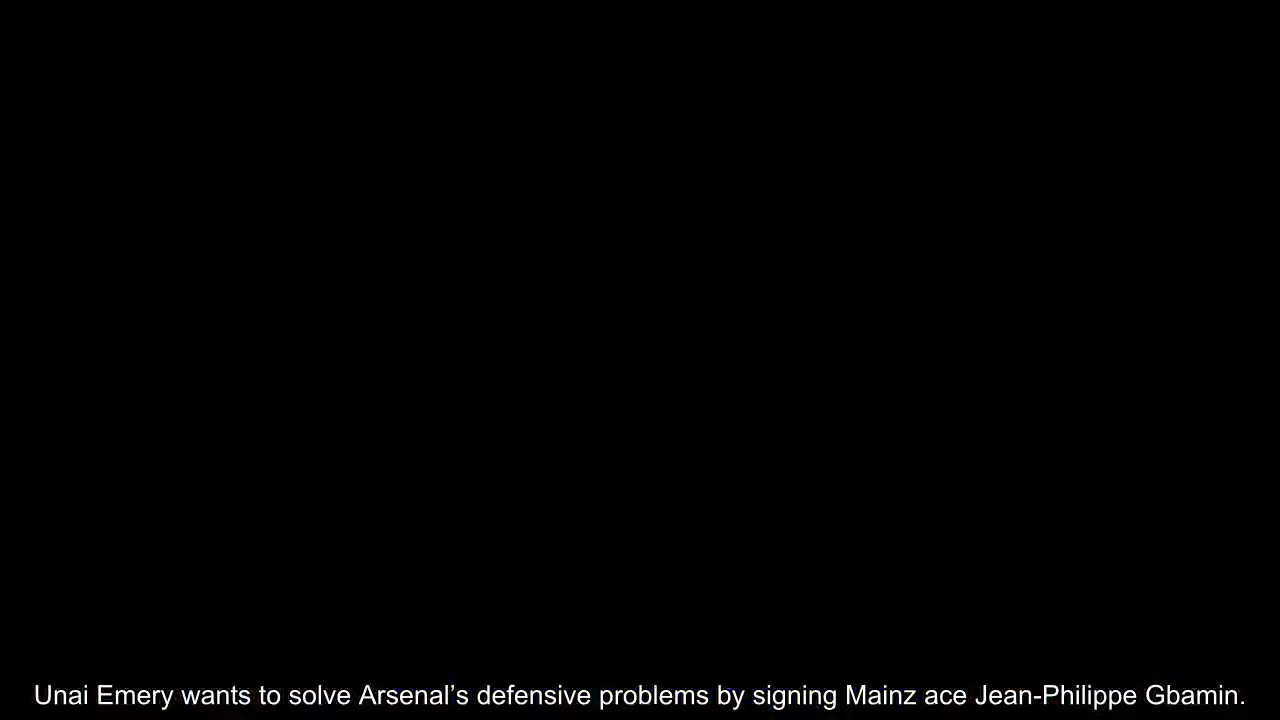 Unai Emery wants to solve Arsenal’s defensive problems by signing Mainz ace Jean-Philippe Gbamin.